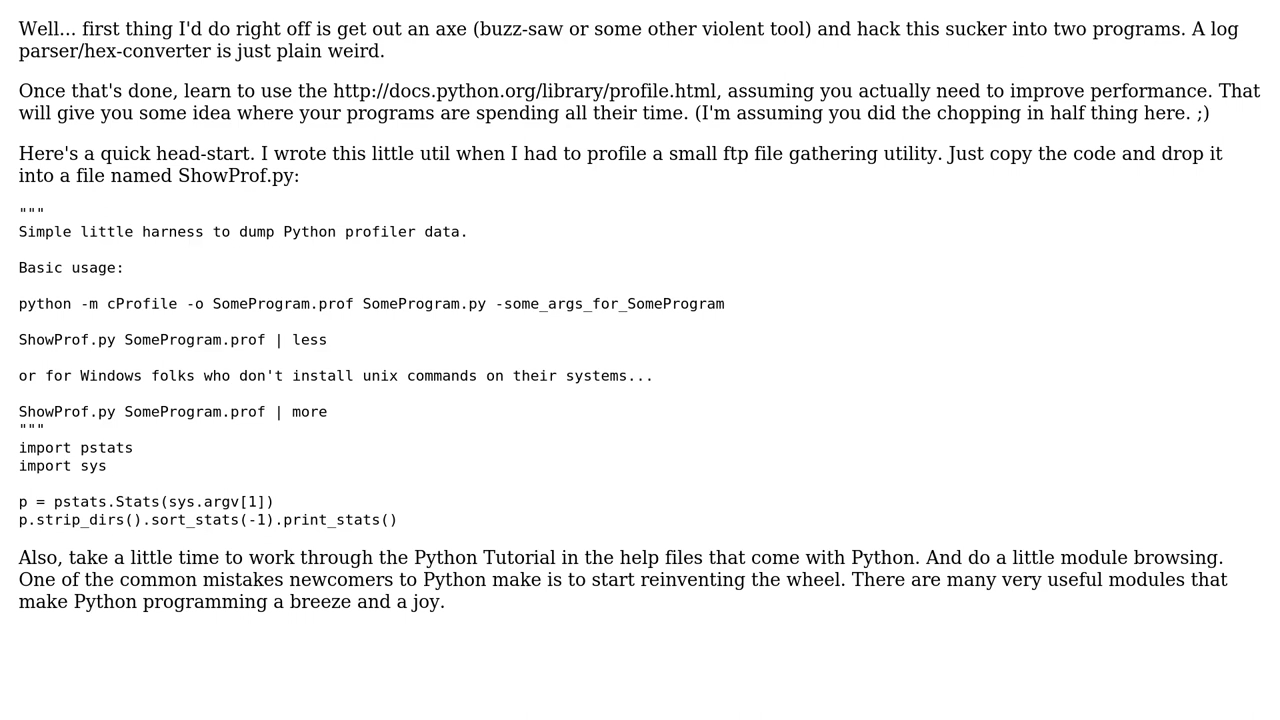 Well... first thing I'd do right off is get out an axe (buzz-saw or some other violent tool) and hack this sucker into two programs. A log
parser/hex-converter is just plain weird.
Once that's done, learn to use the http://docs.python.org/library/profile.html, assuming you actually need to improve performance. That
will give you some idea where your programs are spending all their time. (I'm assuming you did the chopping in half thing here. ;)
Here's a quick head-start. I wrote this little util when I had to profile a small ftp file gathering utility. Just copy the code and drop it
into a file named ShowProf.py:
"""
Simple little harness to dump Python profiler data.
Basic usage:
python -m cProfile -o SomeProgram.prof SomeProgram.py -some_args_for_SomeProgram
ShowProf.py SomeProgram.prof | less
or for Windows folks who don't install unix commands on their systems...
ShowProf.py SomeProgram.prof | more
"""
import pstats
import sys
p = pstats.Stats(sys.argv[1])
p.strip_dirs().sort_stats(-1).print_stats()
Also, take a little time to work through the Python Tutorial in the help files that come with Python. And do a little module browsing.
One of the common mistakes newcomers to Python make is to start reinventing the wheel. There are many very useful modules that
make Python programming a breeze and a joy.